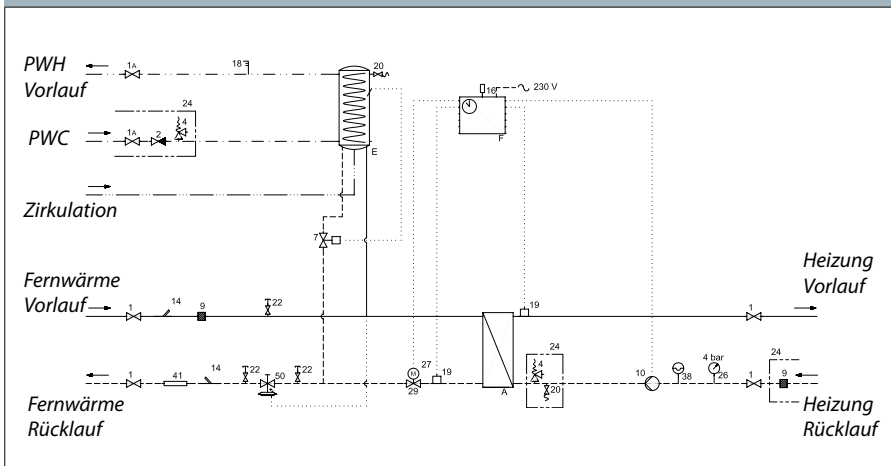 PWH
Vorlauf
1A
18
20
24
4
16
230 V
F
PWC
1A
2
E
Zirkulation
7
Fernwärme
Vorlauf
1
14
9
22
19
1
Heizung
Vorlauf
1
41
14
22
50
22
M
27
29
19
A
24
4
20
10
38
4 bar
26
1
24
9
Fernwärme
Rücklauf
Heizung
Rücklauf